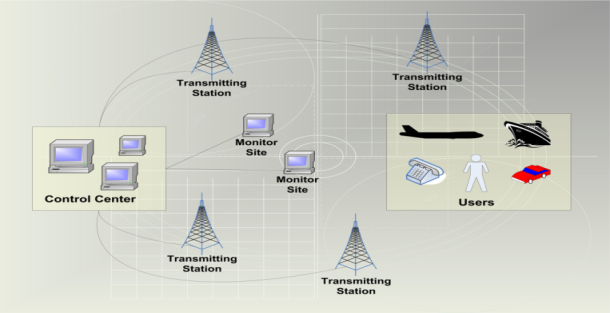 Transmitting
Station
Transmitting
Station
Monitor
Site
Monitor
Site
Control Center
Users
Transmitting
Station
Transmitting
Station